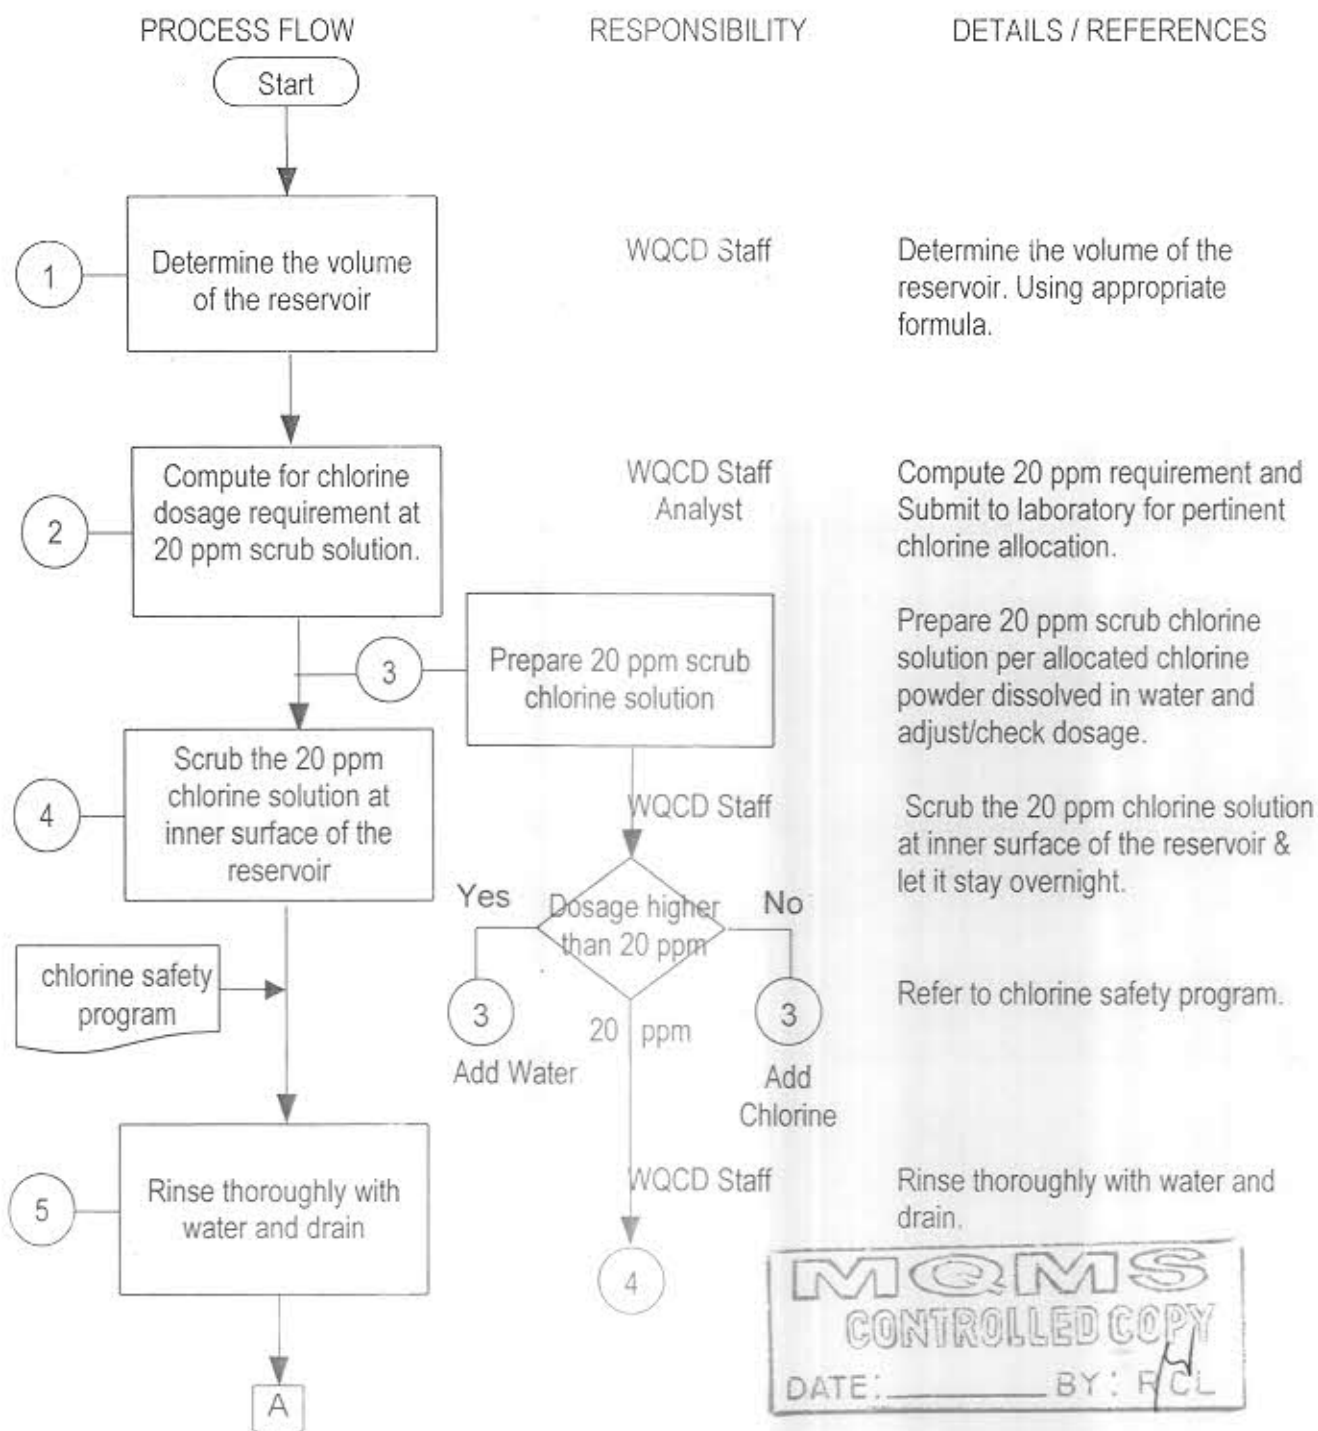 PROCESS FLOW
RESPONSIBILITY
DETAILS / REFERENCES
Start
1
Determine the volume
of the reservoir
WQCD Staff
Determine the volume of the
reservoir. Using appropriate
formula.
2
Compute for chlorine
dosage requirement at
20 ppm scrub solution.
WQCD Staff
Analyst
Compute 20 ppm requirement and
Submit to laboratory for pertinent
chlorine allocation.
3
Prepare 20 ppm scrub
chlorine solution
Prepare 20 ppm scrub chlorine
solution per allocated chlorine
powder dissolved in water and
adjust/check dosage.
4
Scrub the 20 ppm
chlorine solution at
inner surface of the
reservoir
WQCD Staff
Scrub the 20 ppm chlorine solution
at inner surface of the reservoir &
let it stay overnight.
Yes
Dosage higher
than 20 ppm
No
chlorine safety
program
3
Add Water
20 ppm
3
Add
Chlorine
Refer to chlorine safety program.
5
Rinse thoroughly with
water and drain
WQCD Staff
Rinse thoroughly with water and
drain.
4
A
MQMS
CONTROLLED COPY
DATE: BY: RCL